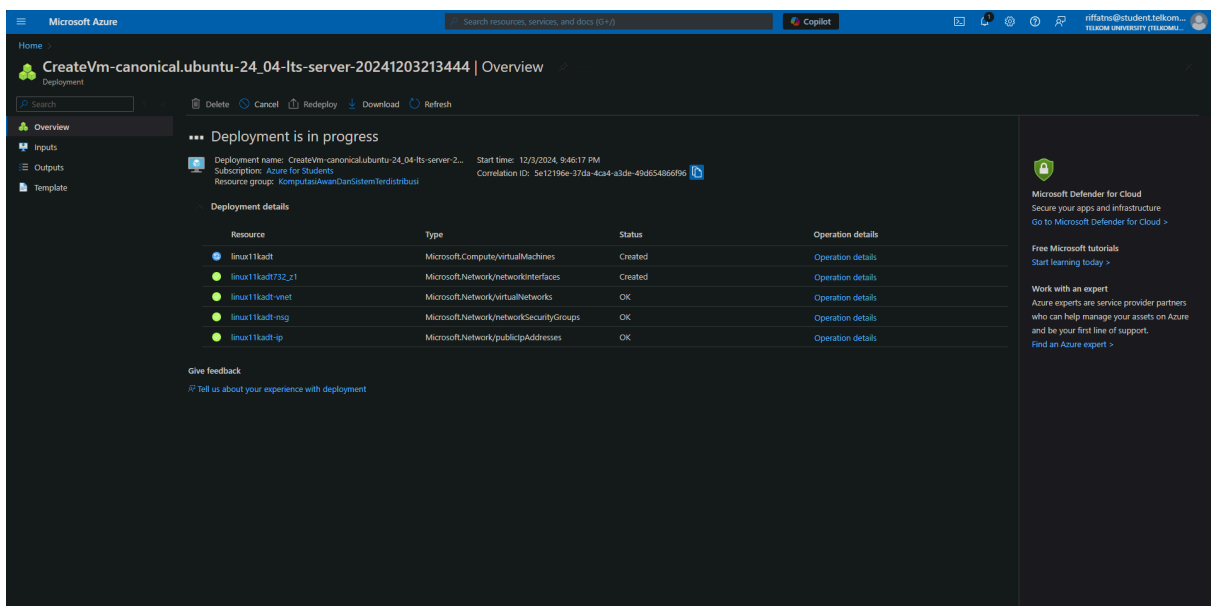 Microsoft Azure
Search resources, services, and docs (G+/)
Copilot
1
riffatns@student.telkom...
TELKOM UNIVERSITY (TELKOMU...
Home >
CreateVm-canonical.ubuntu-24_04-lts-server-20241203213444 | Overview
Deployment
Search
Delete Cancel Redeploy Download Refresh
Overview
Inputs
Outputs
Template
Deployment is in progress
Deployment name: CreateVm-canonical.ubuntu-24_04-lts-server-2...
Subscription: Azure for Students
Resource group: KomputasiAwanDanSistemTerdistribusi
Start time: 12/3/2024, 9:46:17 PM
Correlation ID: 5e12196e-37da-4ca4-a3de-49d654866f96
Deployment details
Resource Type Status Operation details
linux11kadt Microsoft.Compute/virtualMachines Created Operation details
linux11kadt732_z1 Microsoft.Network/networkInterfaces Created Operation details
linux11kadt-vnet Microsoft.Network/virtualNetworks OK Operation details
linux11kadt-nsg Microsoft.Network/networkSecurityGroups OK Operation details
linux11kadt-ip Microsoft.Network/publicIpAddresses OK Operation details
Give feedback
Tell us about your experience with deployment
Microsoft Defender for Cloud
Secure your apps and infrastructure
Go to Microsoft Defender for Cloud >
Free Microsoft tutorials
Start learning today >
Work with an expert
Azure experts are service provider partners
who can help manage your assets on Azure
and be your first line of support.
Find an Azure expert >